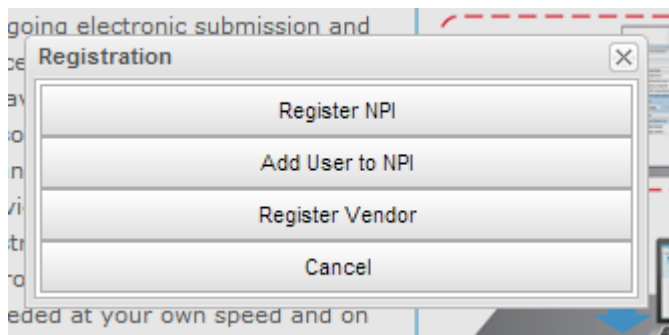 going electronic submission and
Registration
Register NPI
Add User to NPI
Register Vendor
Cancel
eded at your own speed and on